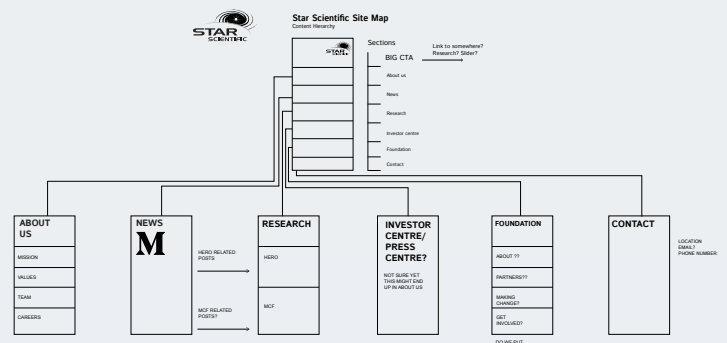 STAR
SCIENTIFIC
Star Scientific Site Map
Content Hierarchy
STAR
Sections
BIG CTA
Link to somewhere?
Research? Slider?
About us
News
Research
Investor centre
Foundation
Contact
ABOUT
US
MISSION
VALUES
TEAM
CAREERS
NEWS
M
HERO RELATED
POSTS
MCF RELATED
POSTS?
RESEARCH
HERO
MCF
INVESTOR
CENTRE/
PRESS
CENTRE?
NOT SURE YET
THIS MIGHT END
UP IN ABOUT US
FOUNDATION
ABOUT ??
PARTNERS??
MAKING
CHANGE?
GET
INVOLVED?
DO WE PUT
CONTACT
LOCATION
EMAIL?
PHONE NUMBER: